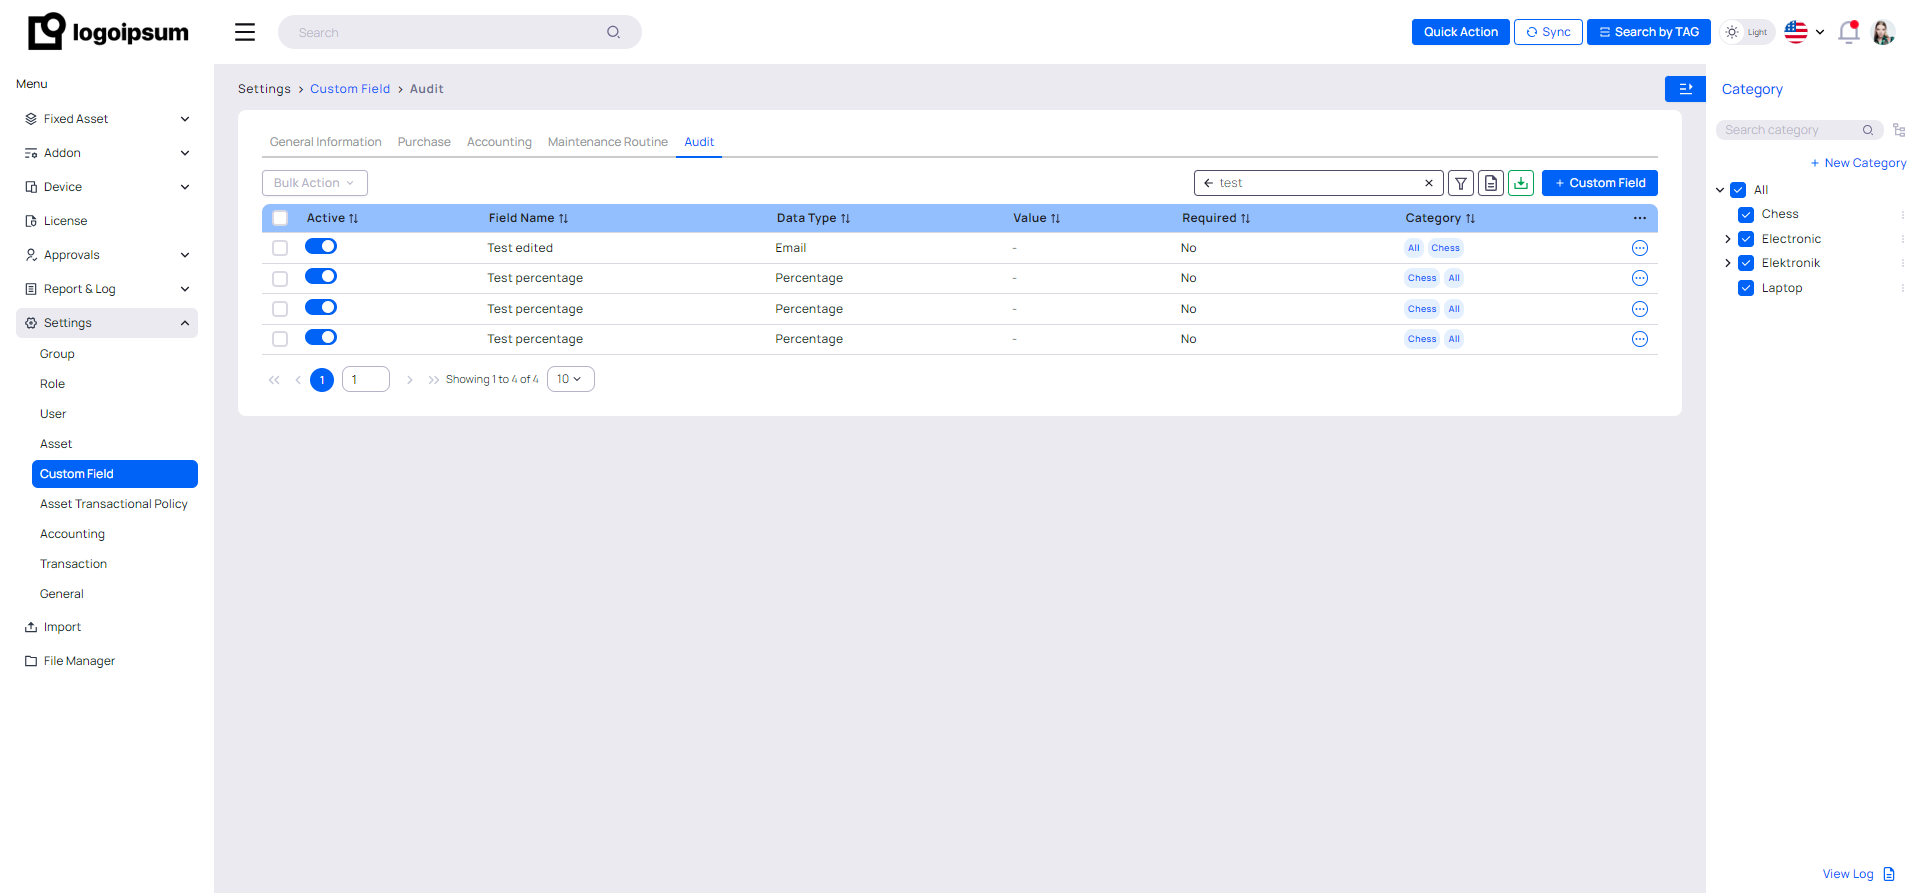 logoipsum
Search
Quick Action
Sync
Search by TAG
Light
Menu
Fixed Asset
Addon
Device
License
Approvals
Report & Log
Settings
Group
Role
User
Asset
Custom Field
Asset Transactional Policy
Accounting
Transaction
General
Import
File Manager
Settings > Custom Field > Audit
General Information Purchase Accounting Maintenance Routine Audit
Bulk Action
test
+ Custom Field
Active Field Name Data Type Value Required Category
Test edited Email - No All Chess
Test percentage Percentage - No Chess All
Test percentage Percentage - No Chess All
Test percentage Percentage - No Chess All
1 1 Showing 1 to 4 of 4 10
Category
Search category
+ New Category
All
Chess
Electronic
Elektronik
Laptop
View Log